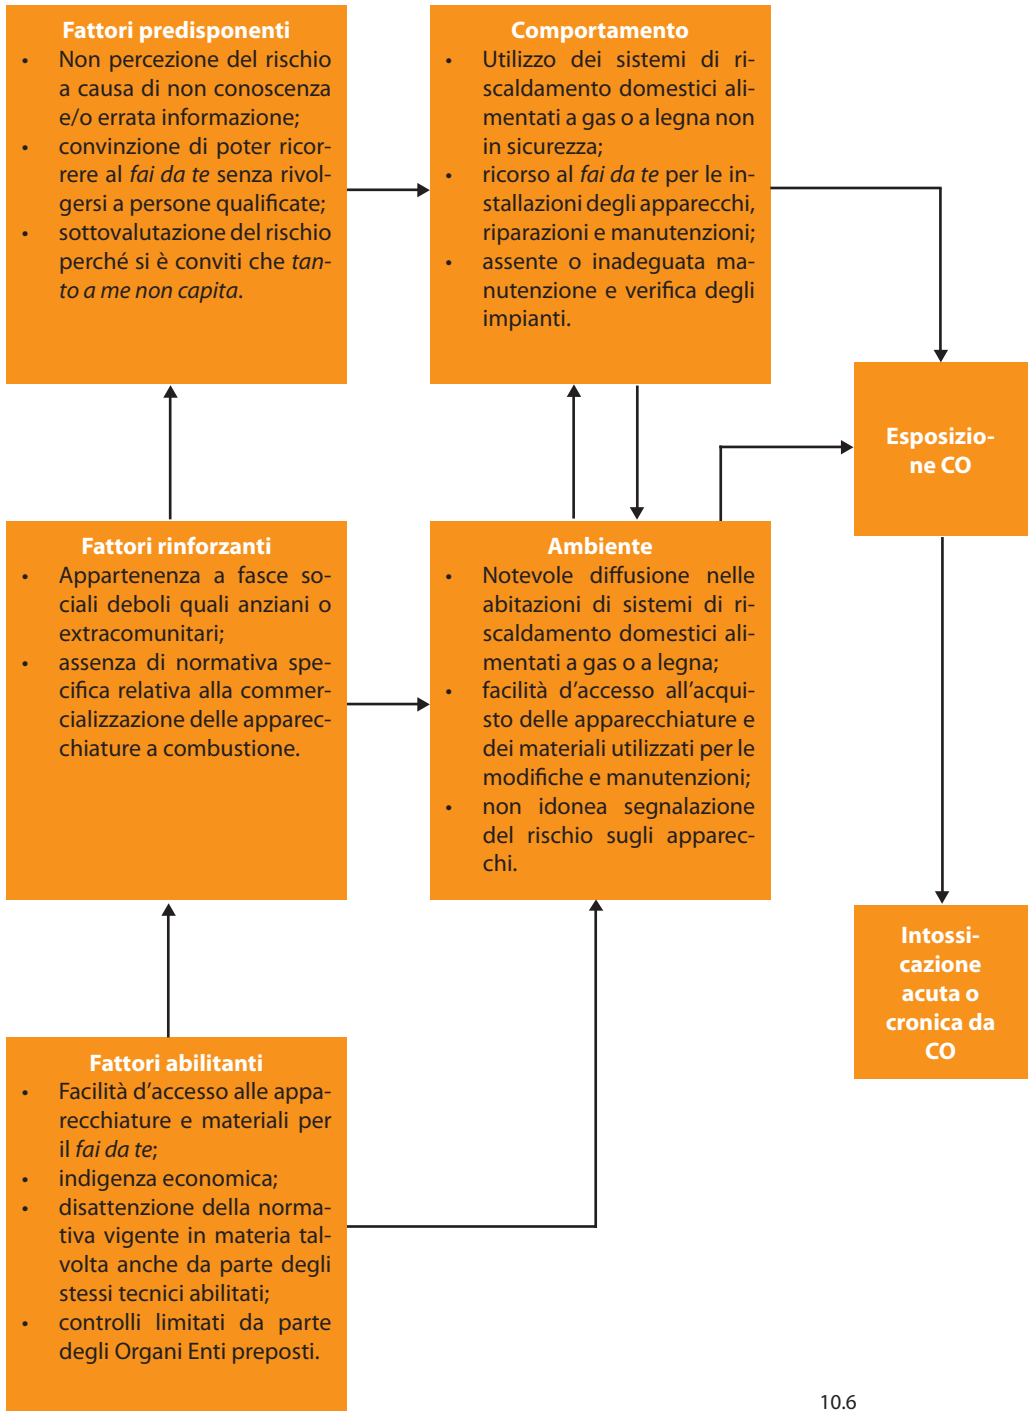 Fattori predisponenti
• Non percezione del rischio
a causa di non conoscenza
e/o errata informazione;
• convinzione di poter ricor-
rere al fai da te senza rivol-
gersi a persone qualificate;
• sottovalutazione del rischio
perché si è conviti che tan-
to a me non capita.
Comportamento
• Utilizzo dei sistemi di ri-
scaldamento domestici ali-
mentati a gas o a legna non
in sicurezza;
• ricorso al fai da te per le in-
stallazioni degli apparecchi,
riparazioni e manutenzioni;
• assente o inadeguata ma-
nutenzione e verifica degli
impianti.
Esposizio-
ne CO
Fattori rinforzanti
• Appartenenza a fasce so-
ciali deboli quali anziani o
extracomunitari;
• assenza di normativa spe-
cifica relativa alla commer-
cializzazione delle apparec-
chiature a combustione.
Ambiente
• Notevole diffusione nelle
abitazioni di sistemi di ri-
scaldamento domestici ali-
mentati a gas o a legna;
• facilità d'accesso all'acqui-
sto delle apparecchiature e
dei materiali utilizzati per le
modifiche e manutenzioni;
• non idonea segnalazione
del rischio sugli apparec-
chi.
Intossi-
cazione
acuta o
cronica da
CO
Fattori abilitanti
• Facilità d'accesso alle appa-
recchiature e materiali per
il fai da te;
• indigenza economica;
• disattenzione della norma-
tiva vigente in materia tal-
volta anche da parte degli
stessi tecnici abilitati;
• controlli limitati da parte
degli Organi Enti preposti.
10.6